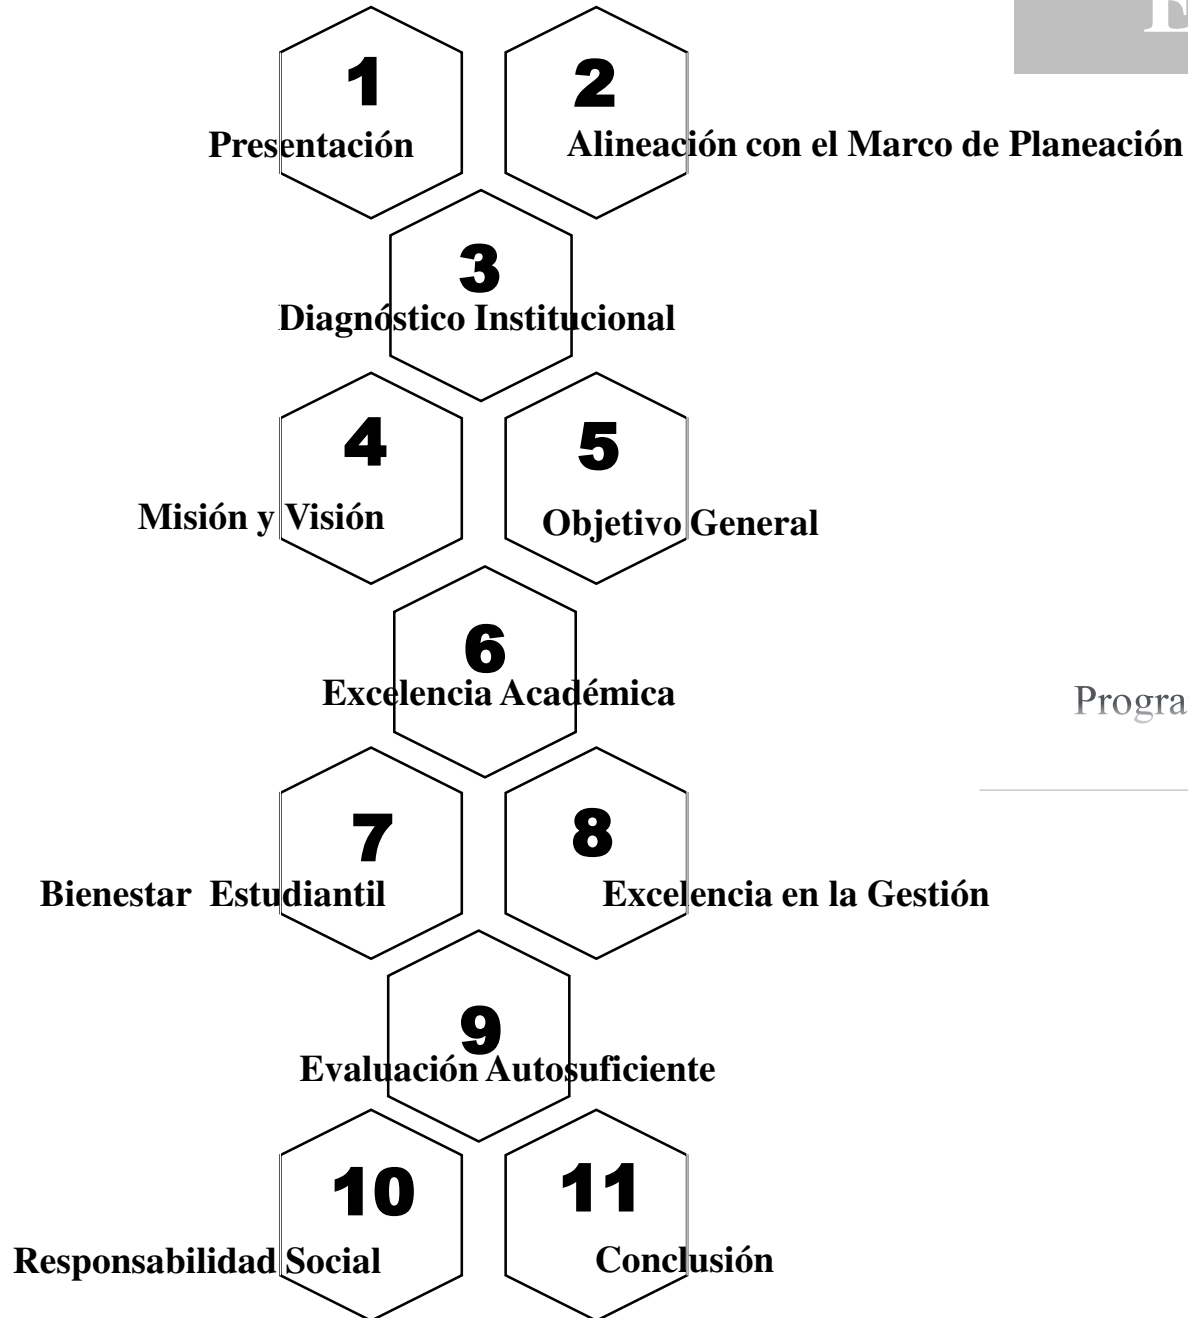 1
2
Presentación
Alineación con el Marco de Planeación
3
Diagnóstico Institucional
4
5
Misión y Visión
Objetivo General
6
Excelencia Académica
Progra
7
8
Bienestar  Estudiantil
Excelencia en la Gestión
9
Evaluación Autosuficiente
10
11
Responsabilidad Social
Conclusión